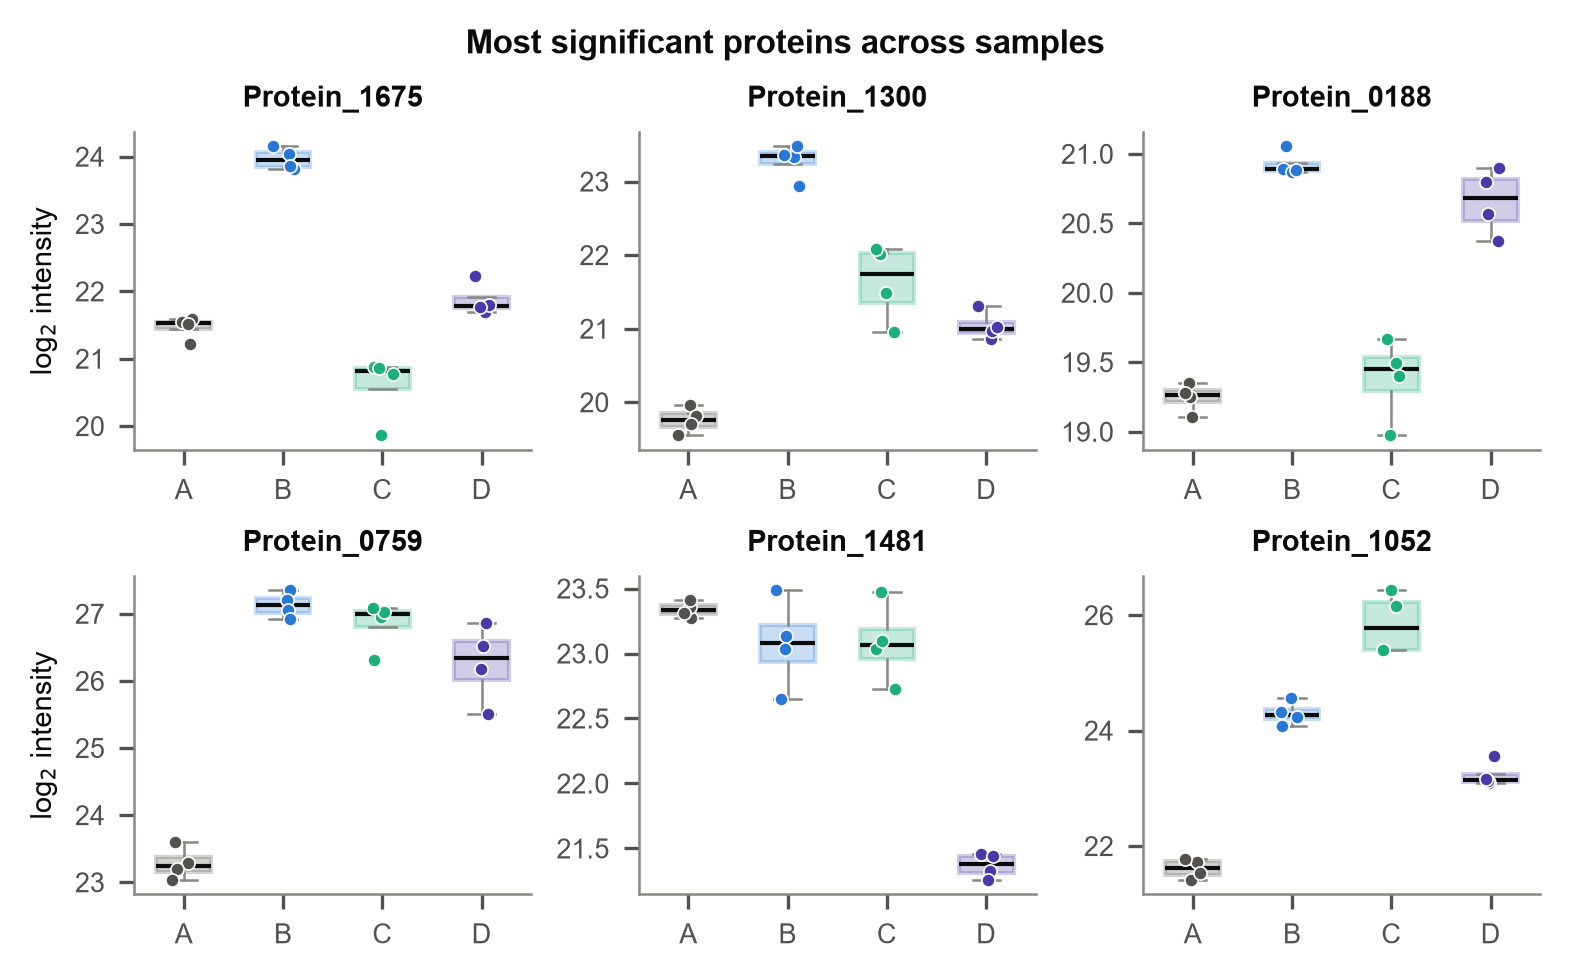 Most significant proteins across samples
Protein_1675
Protein_1300
Protein_0188
log2 intensity
24
23
22
21
20
A B C D
23
22
21
20
A B C D
21.0
20.5
20.0
19.5
19.0
A B C D
Protein_0759
Protein_1481
Protein_1052
log2 intensity
27
26
25
24
23
A B C D
23.5
23.0
22.5
22.0
21.5
A B C D
26
24
22
A B C D